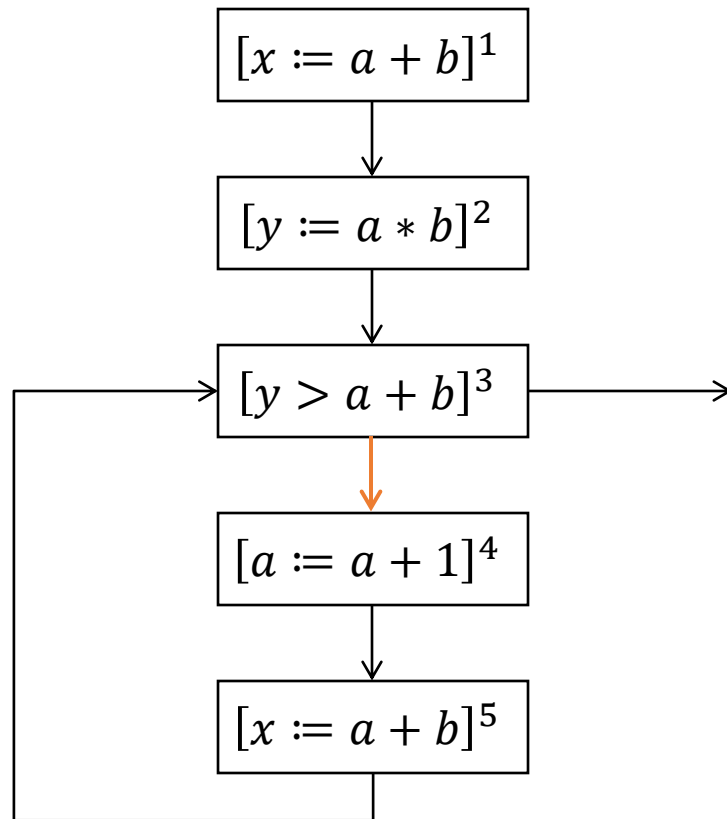 [x ≔ a + b]¹
[y ≔ a ∗ b]²
[y > a + b]³
[a ≔ a + 1]⁴
[x ≔ a + b]⁵